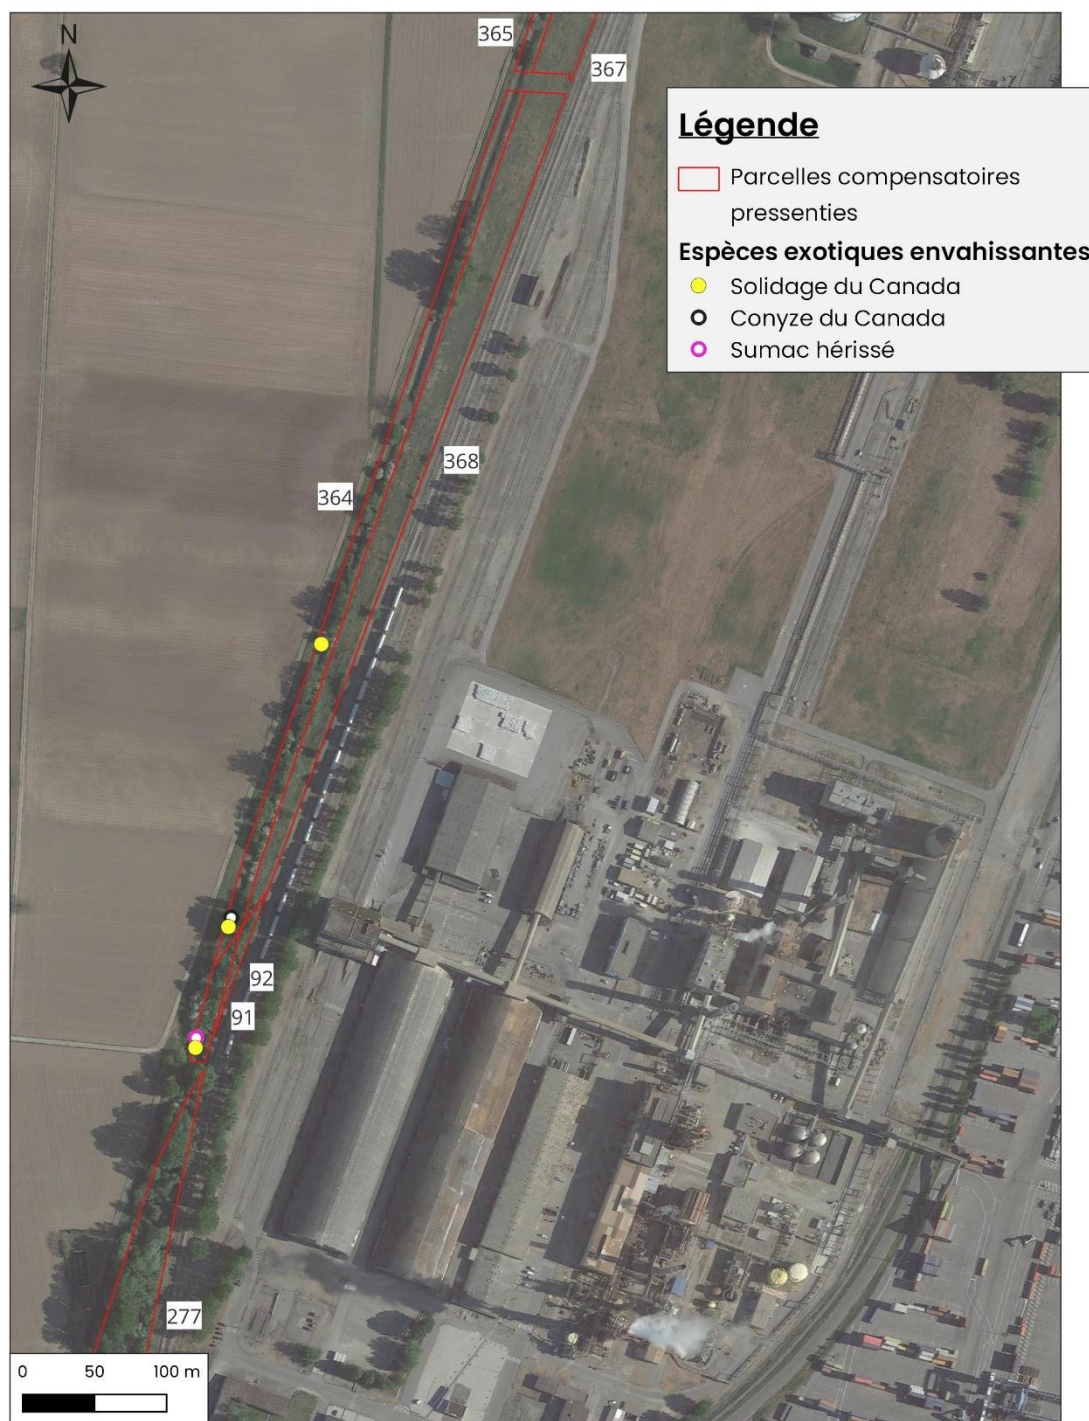 N
365
367
Légende
Parcelles compensatoires
pressenties
Espèces exotiques envahissantes
Solidage du Canada
Conyze du Canada
Sumac hérissé
368
364
92
91
277
0 50 100 m